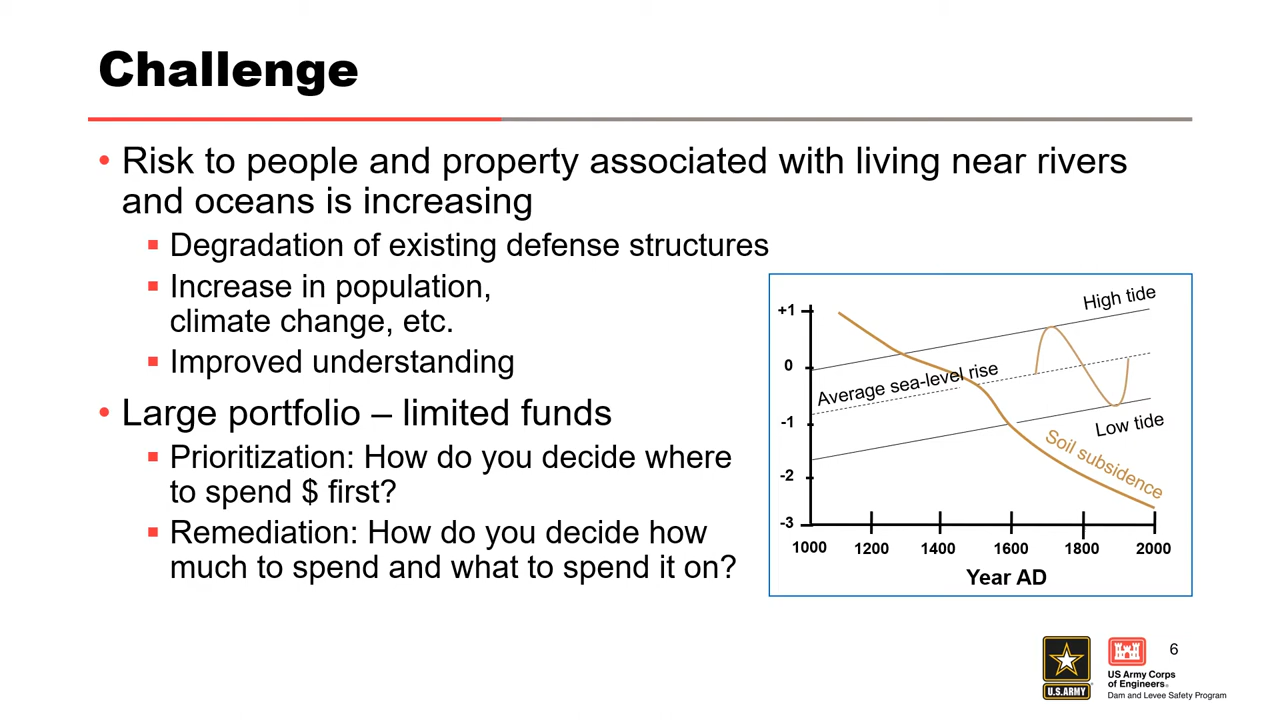 Challenge
• Risk to people and property associated with living near rivers
and oceans is increasing
▪ Degradation of existing defense structures
▪ Increase in population,
climate change, etc.
▪ Improved understanding
• Large portfolio – limited funds
▪ Prioritization: How do you decide where
to spend $ first?
▪ Remediation: How do you decide how
much to spend and what to spend it on?
High tide
+1
0
Average sea-level rise
-1
Low tide
Soil subsidence
-2
-3
1000 1200 1400 1600 1800 2000
Year AD
6
U.S.ARMY
US Army Corps
of Engineers®
Dam and Levee Safety Program